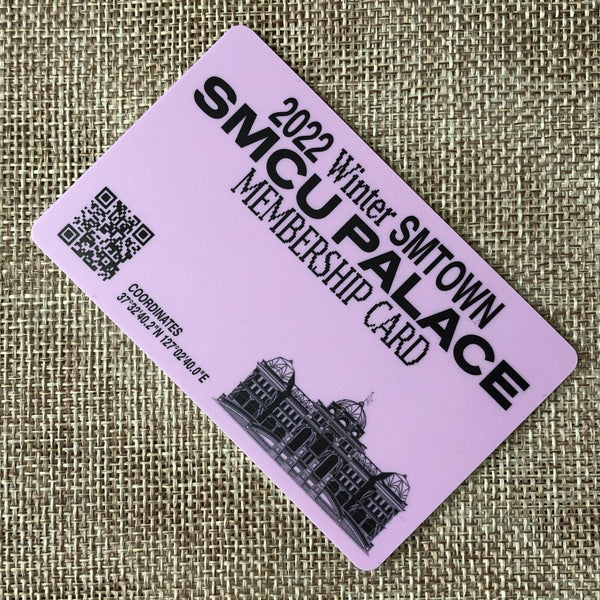 2022 Winter SMTOWN
SMCU PALACE
MEMBERSHIP CARD
COORDINATES
37°32'40.2"N 127°02'40.0"E